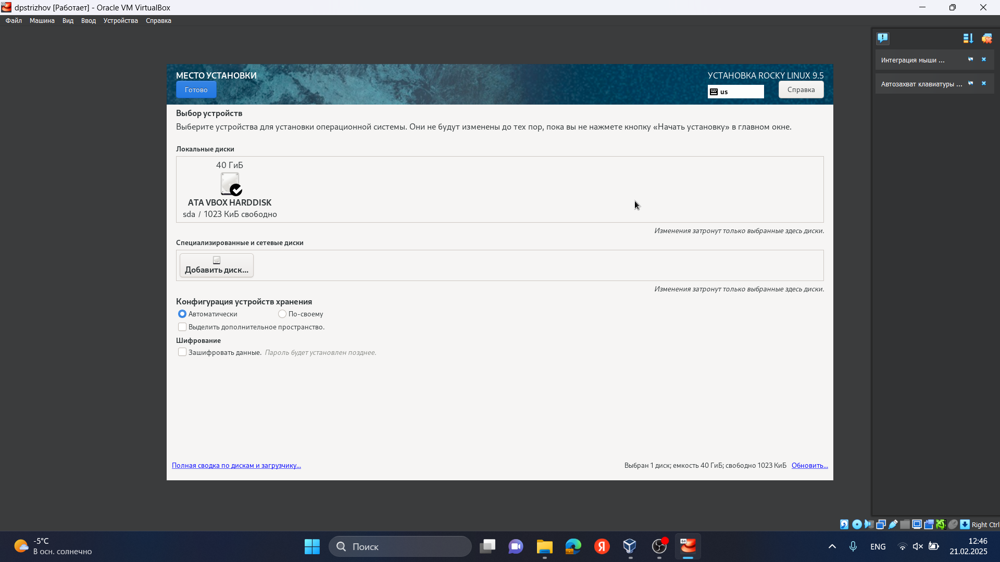 dpstrizhov [Работает] - Oracle VM VirtualBox
Файл Машина Вид Ввод Устройства Справка
Интеграция мыши ...
Автозахват клавиатуры ...
МЕСТО УСТАНОВКИ
УСТАНОВКА ROCKY LINUX 9.5
Готово
us
Справка
Выбор устройств
Выберите устройства для установки операционной системы. Они не будут изменены до тех пор, пока вы не нажмете кнопку «Начать установку» в главном окне.
Локальные диски
40 ГиБ
ATA VBOX HARDDISK
sda / 1023 КиБ свободно
Изменения затронут только выбранные здесь диски.
Специализированные и сетевые диски
Добавить диск...
Изменения затронут только выбранные здесь диски.
Конфигурация устройств хранения
Автоматически По-своему
Выделить дополнительное пространство.
Шифрование
Зашифровать данные. Пароль будет установлен позднее.
Полная сводка по дискам и загрузчику...
Выбран 1 диск; емкость 40 ГиБ; свободно 1023 КиБ Обновить...
Right Ctrl
-5°C
В осн. солнечно
Поиск
Я
64
ENG
12:46
21.02.2025